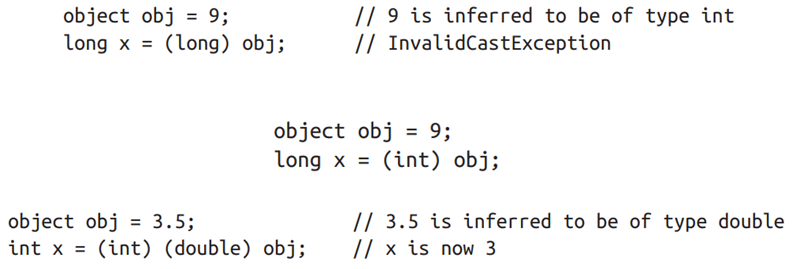 object obj = 9;              // 9 is inferred to be of type int
long x = (long) obj;         // InvalidCastException
object obj = 9;
long x = (int) obj;
object obj = 3.5;            // 3.5 is inferred to be of type double
int x = (int) (double) obj;  // x is now 3